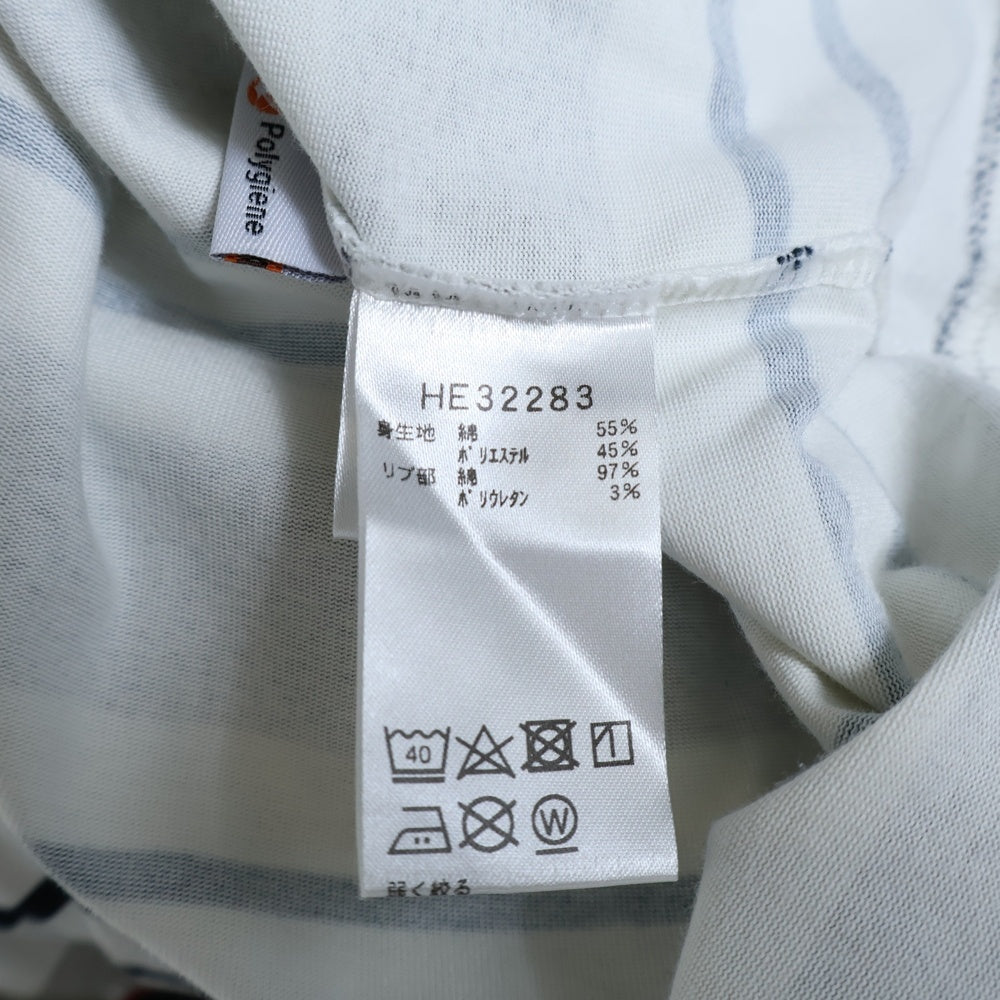 Polygiene
HE32283
身生地 綿 55%
ポリエステル 45%
リブ部 綿 97%
ポリウレタン 3%
40
W
弱く絞る